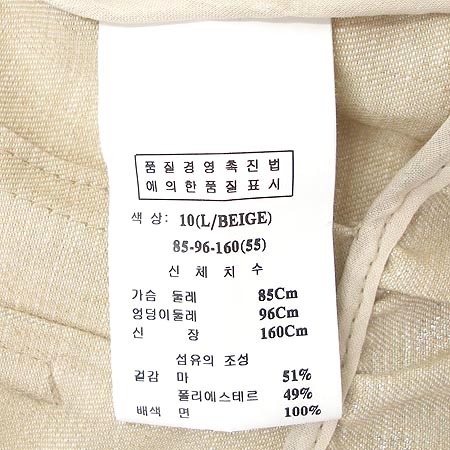 품질경영촉진법
에의한품질표시
색 상: 10(L/BEIGE)
85-96-160(55)
신 체 치 수
가슴 둘레 85Cm
엉덩이둘레 96Cm
신 장 160Cm
섬유의 조성
겉감 마 51%
폴리에스테르 49%
배색 면 100%